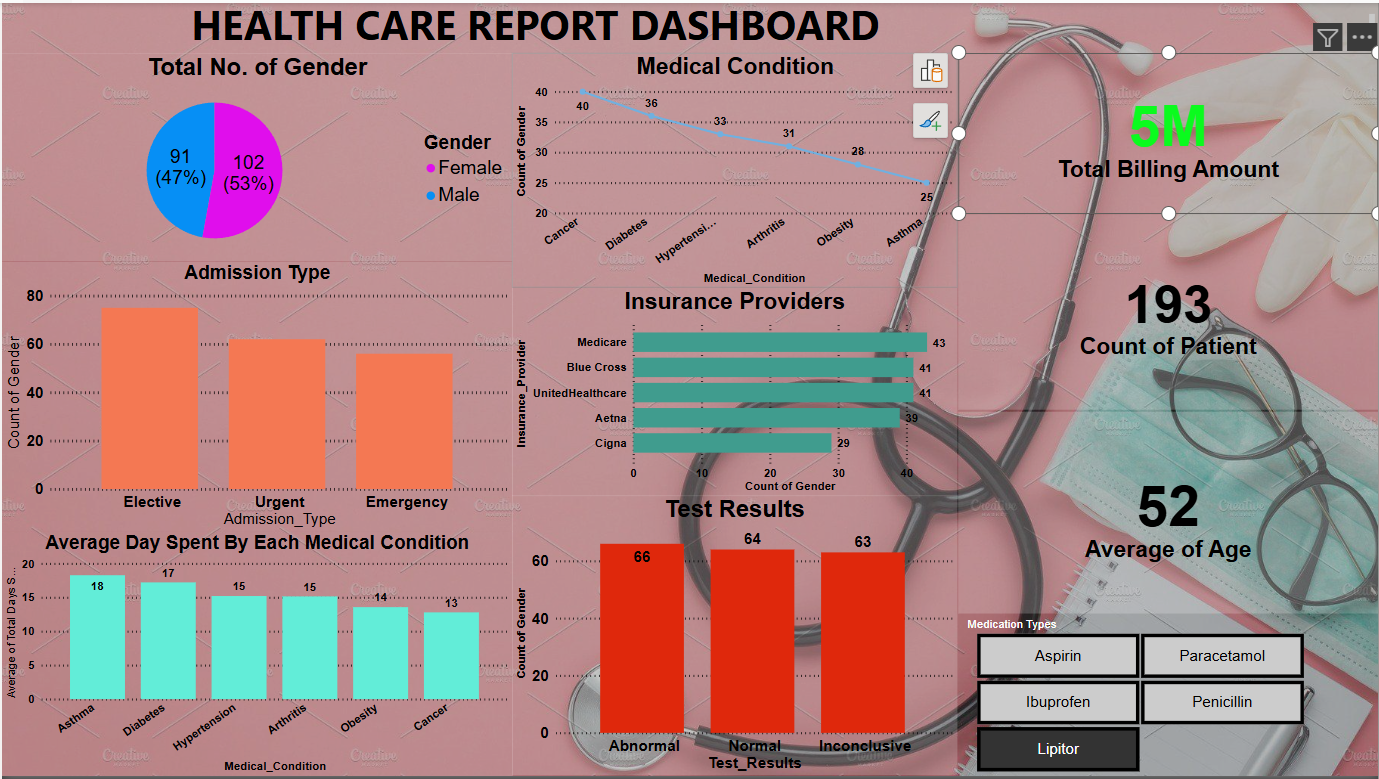 HEALTH CARE REPORT DASHBOARD
Total No. of Gender
91
(47%)
102
(53%)
Gender
Female
Male
Medical Condition
Count of Gender
40
35
30
25
20
40
36
33
31
28
25
Cancer
Diabetes
Hypertensi...
Arthritis
Obesity
Asthma
Medical_Condition
5M
Total Billing Amount
Admission Type
Count of Gender
80
60
40
20
0
Elective
Urgent
Emergency
Admission_Type
Insurance Providers
Insurance_Provider
Medicare
43
Blue Cross
41
UnitedHealthcare
41
Aetna
39
Cigna
29
0
10
20
30
40
Count of Gender
193
Count of Patient
Average Day Spent By Each Medical Condition
Average of Total Days S...
20
15
10
5
0
18
17
15
15
14
13
Asthma
Diabetes
Hypertension
Arthritis
Obesity
Cancer
Medical_Condition
Test Results
Count of Gender
60
40
20
0
66
64
63
Abnormal
Normal
Inconclusive
Test_Results
52
Average of Age
Medication Types
Aspirin
Paracetamol
Ibuprofen
Penicillin
Lipitor
Creative
MARKET